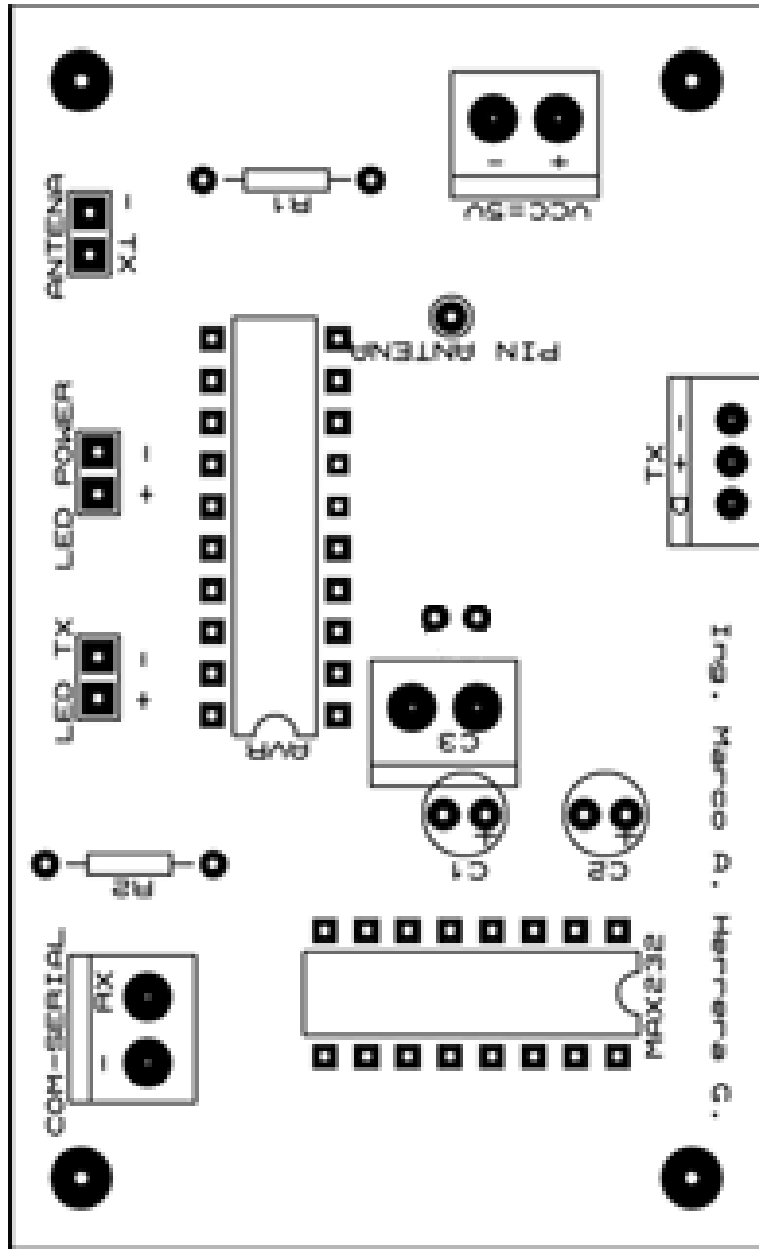 - +
VCC=5V
R1
ANTENA
-
TX
PIN ANTENA
LED POWER
-
+
TX
-
+
D
LED TX
-
+
AVR
C3
+
C1
+
C2
R2
COM-SERIAL
RX
-
MAX232
Ing. Marco A. Herrera G.